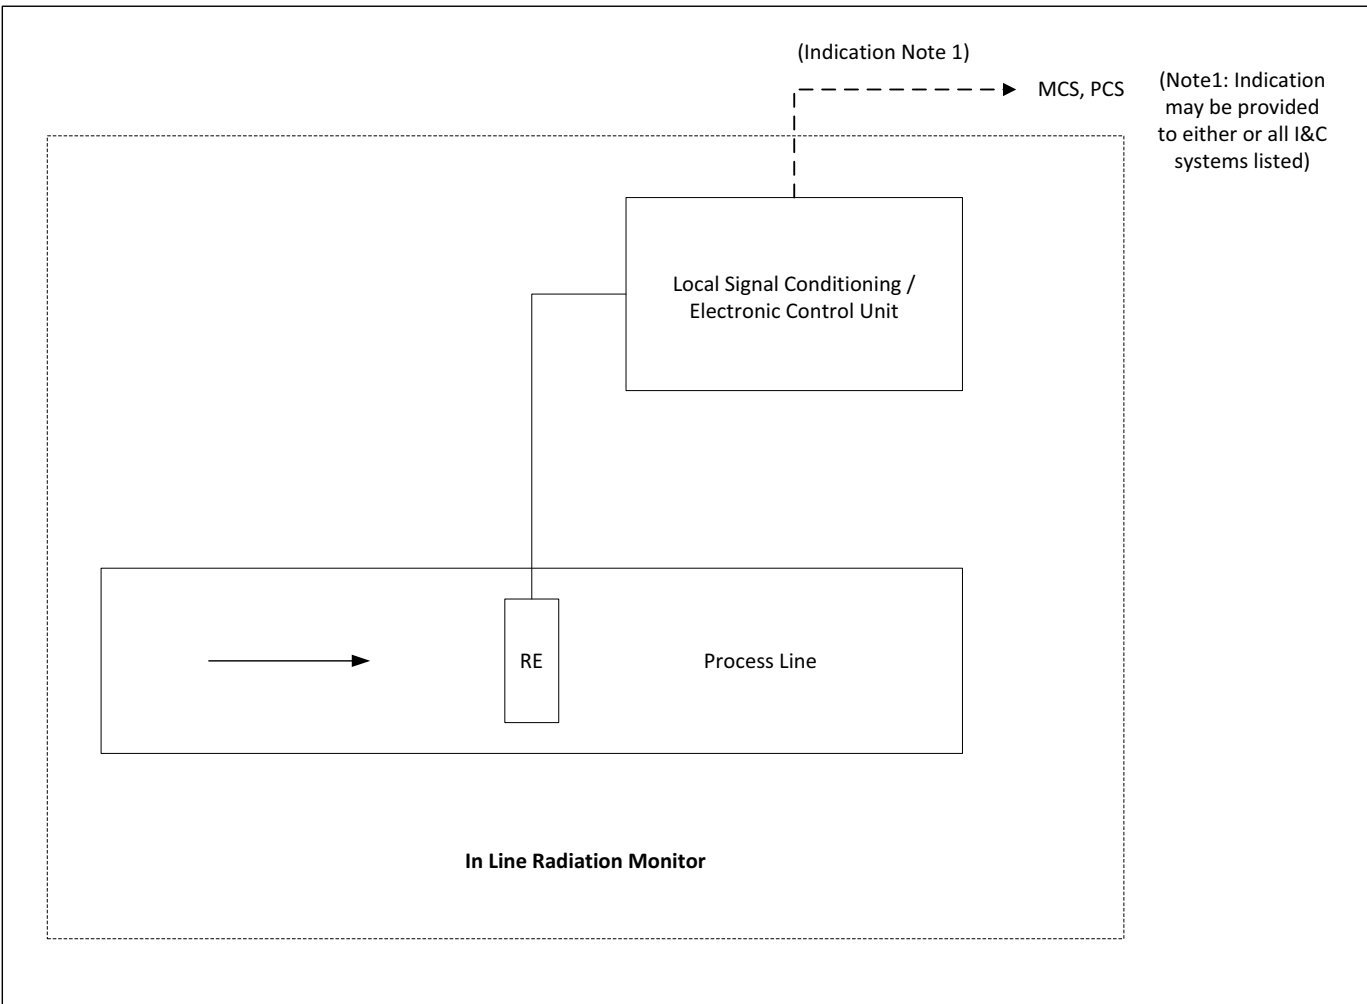 (Indication Note 1)
MCS, PCS
(Note1: Indication
may be provided
to either or all I&C
systems listed)
Local Signal Conditioning /
Electronic Control Unit
RE
Process Line
In Line Radiation Monitor